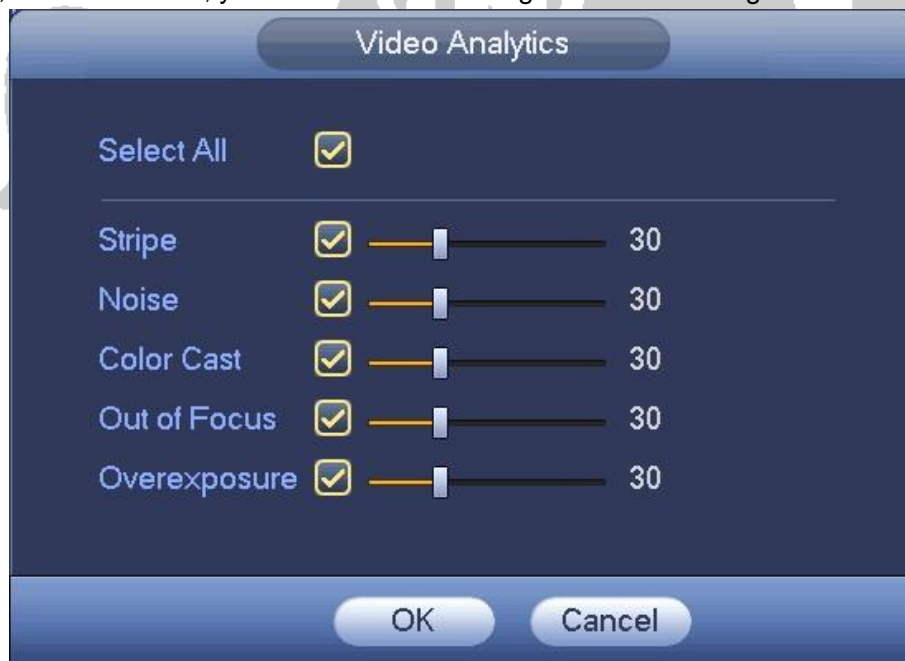 Video Analytics
Select All
Stripe 30
Noise 30
Color Cast 30
Out of Focus 30
Overexposure 30
OK Cancel